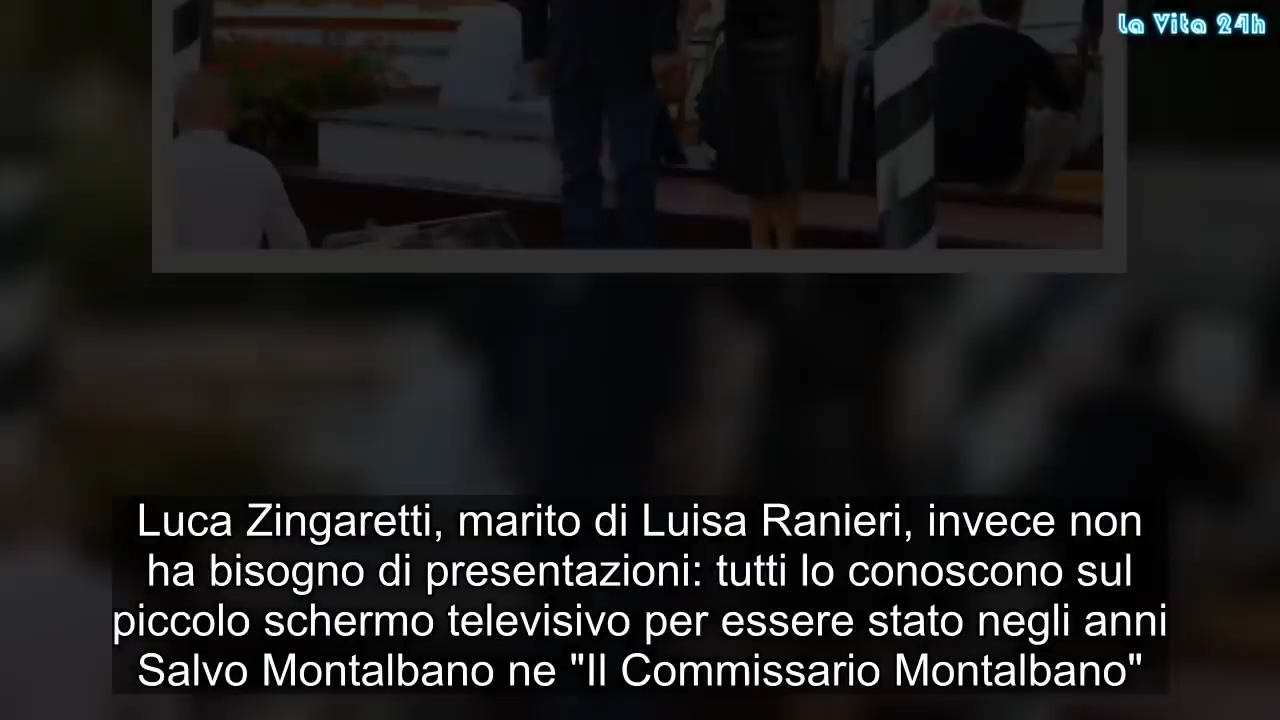 La Vita 24h
Luca Zingaretti, marito di Luisa Ranieri, invece non
ha bisogno di presentazioni: tutti lo conoscono sul
piccolo schermo televisivo per essere stato negli anni
Salvo Montalbano ne "Il Commissario Montalbano"